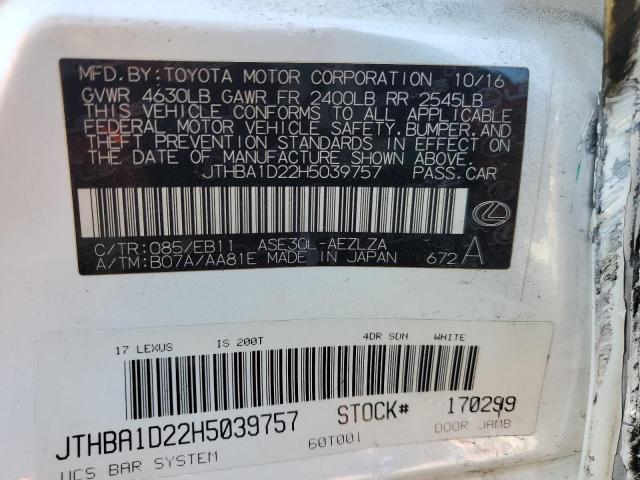 MFD. BY: TOYOTA MOTOR CORPORATION 10/16
GVWR 4630LB GAWR FR 2400LB RR 2545LB
THIS VEHICLE CONFORMS TO ALL APPLICABLE
FEDERAL MOTOR VEHICLE SAFETY, BUMPER, AND
THEFT PREVENTION STANDARDS IN EFFECT ON
THE DATE OF MANUFACTURE SHOWN ABOVE.
JTHBA1D22H5039757 PASS. CAR
C/TR: 085/EB11 ASE30L-AEZLZA
A/TM: B07A/AA81E MADE IN JAPAN 672 A
17 LEXUS IS 200T 4DR SDN WHITE
JTHBA1D22H5039757 STOCK# 170299
UCS BAR SYSTEM 60T001 DOOR JAMB